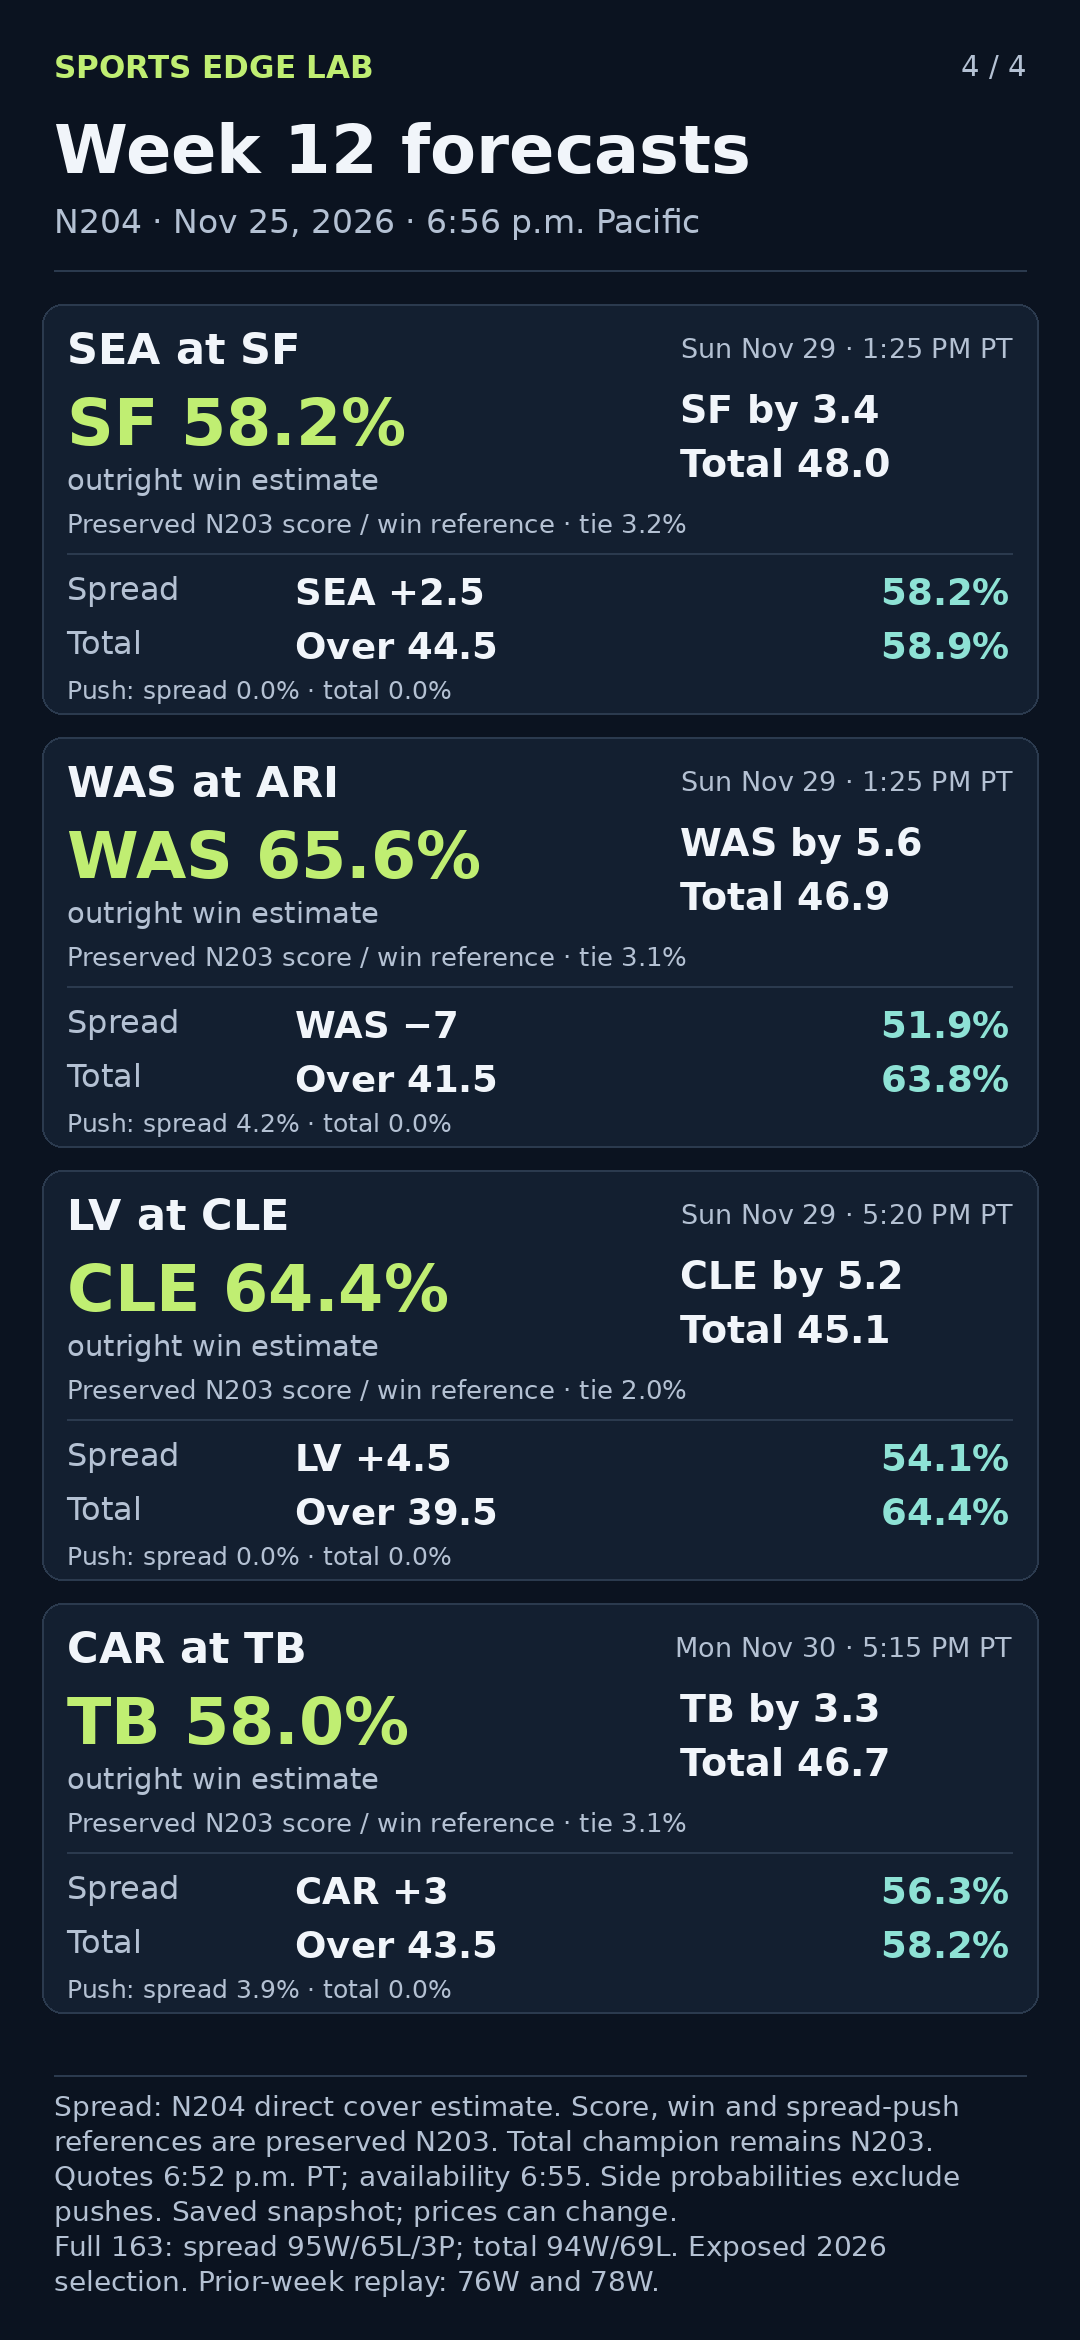 SPORTS EDGE LAB
4 / 4
Week 12 forecasts
N204 · Nov 25, 2026 · 6:56 p.m. Pacific
SEA at SF
Sun Nov 29 · 1:25 PM PT
SF 58.2%
SF by 3.4
Total 48.0
outright win estimate
Preserved N203 score / win reference · tie 3.2%
Spread SEA +2.5 58.2%
Total Over 44.5 58.9%
Push: spread 0.0% · total 0.0%
WAS at ARI
Sun Nov 29 · 1:25 PM PT
WAS 65.6%
WAS by 5.6
Total 46.9
outright win estimate
Preserved N203 score / win reference · tie 3.1%
Spread WAS −7 51.9%
Total Over 41.5 63.8%
Push: spread 4.2% · total 0.0%
LV at CLE
Sun Nov 29 · 5:20 PM PT
CLE 64.4%
CLE by 5.2
Total 45.1
outright win estimate
Preserved N203 score / win reference · tie 2.0%
Spread LV +4.5 54.1%
Total Over 39.5 64.4%
Push: spread 0.0% · total 0.0%
CAR at TB
Mon Nov 30 · 5:15 PM PT
TB 58.0%
TB by 3.3
Total 46.7
outright win estimate
Preserved N203 score / win reference · tie 3.1%
Spread CAR +3 56.3%
Total Over 43.5 58.2%
Push: spread 3.9% · total 0.0%
Spread: N204 direct cover estimate. Score, win and spread-push
references are preserved N203. Total champion remains N203.
Quotes 6:52 p.m. PT; availability 6:55. Side probabilities exclude
pushes. Saved snapshot; prices can change.
Full 163: spread 95W/65L/3P; total 94W/69L. Exposed 2026
selection. Prior-week replay: 76W and 78W.